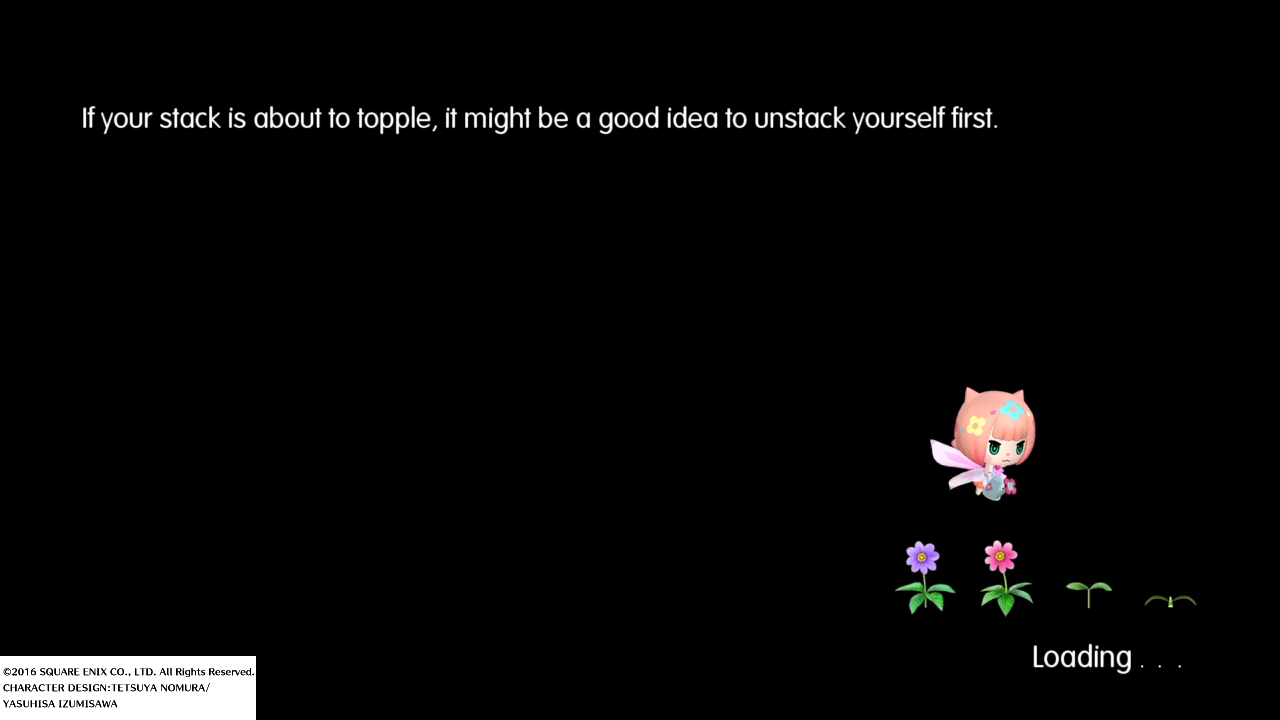 If your stack is about to topple, it might be a good idea to unstack yourself first.
Loading . . .
©2016 SQUARE ENIX CO., LTD. All Rights Reserved.
CHARACTER DESIGN:TETSUYA NOMURA/
YASUHISA IZUMISAWA